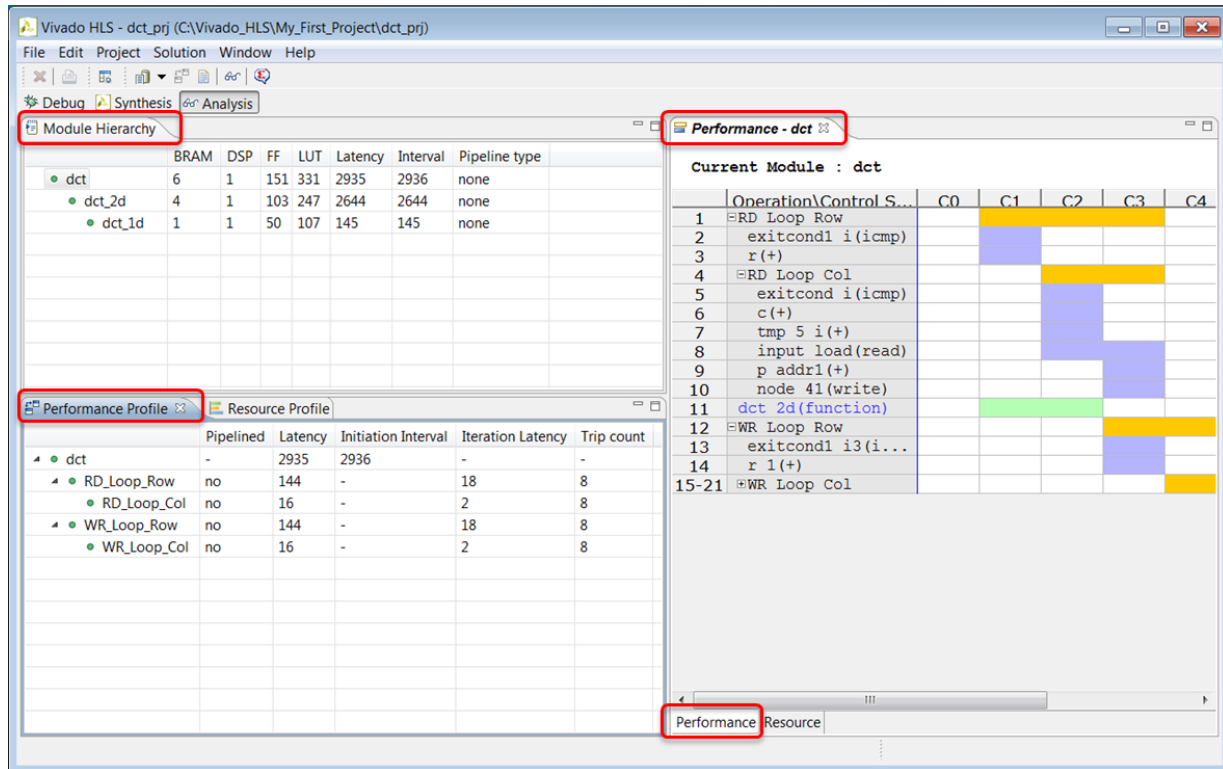 Vivado HLS - dct_prj (C:\Vivado_HLS\My_First_Project\dct_prj)
File Edit Project Solution Window Help
Debug Synthesis Analysis
Module Hierarchy
BRAM DSP FF LUT Latency Interval Pipeline type
dct 6 1 151 331 2935 2936 none
dct_2d 4 1 103 247 2644 2644 none
dct_1d 1 1 50 107 145 145 none
Performance Profile Resource Profile
Pipelined Latency Initiation Interval Iteration Latency Trip count
dct - 2935 2936 - -
RD_Loop_Row no 144 - 18 8
RD_Loop_Col no 16 - 2 8
WR_Loop_Row no 144 - 18 8
WR_Loop_Col no 16 - 2 8
Performance - dct
Current Module : dct
Operation\Control S... C0 C1 C2 C3 C4
1 RD Loop Row
2 exitcond1 i(icmp)
3 r(+)
4 RD Loop Col
5 exitcond i(icmp)
6 c(+)
7 tmp 5 i(+)
8 input load(read)
9 p addr1(+)
10 node 41(write)
11 dct 2d(function)
12 WR Loop Row
13 exitcond1 i3(i...
14 r 1(+)
15-21 WR Loop Col
Performance Resource